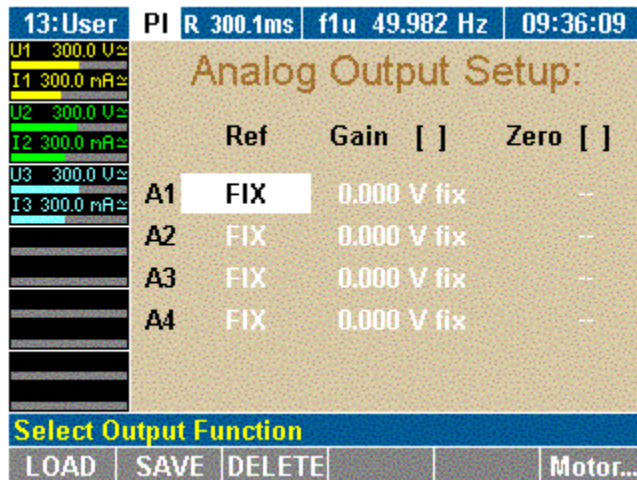 13:User PI R 300.1ms f1u 49.982 Hz 09:36:09
U1 300.0 V≃
I1 300.0 mA≃
U2 300.0 V≃
I2 300.0 mA≃
U3 300.0 V≃
I3 300.0 mA≃
Analog Output Setup:
Ref Gain [ ] Zero [ ]
A1 FIX 0.000 V fix --
A2 FIX 0.000 V fix --
A3 FIX 0.000 V fix --
A4 FIX 0.000 V fix --
Select Output Function
LOAD SAVE DELETE Motor...